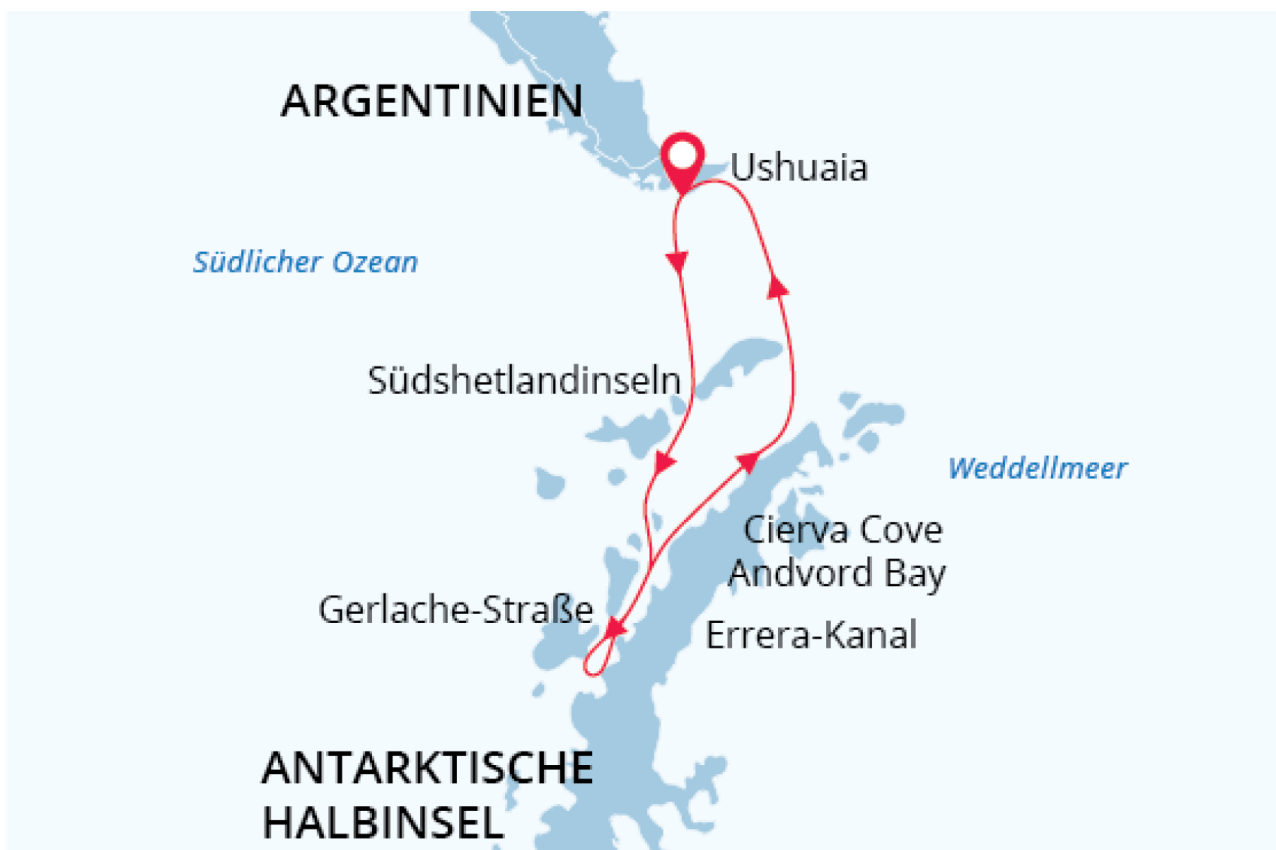 ARGENTINIEN
Ushuaia
Südlicher Ozean
Südshetlandinseln
Weddellmeer
Cierva Cove
Andvord Bay
Gerlache-Straße
Errera-Kanal
ANTARKTISCHE
HALBINSEL